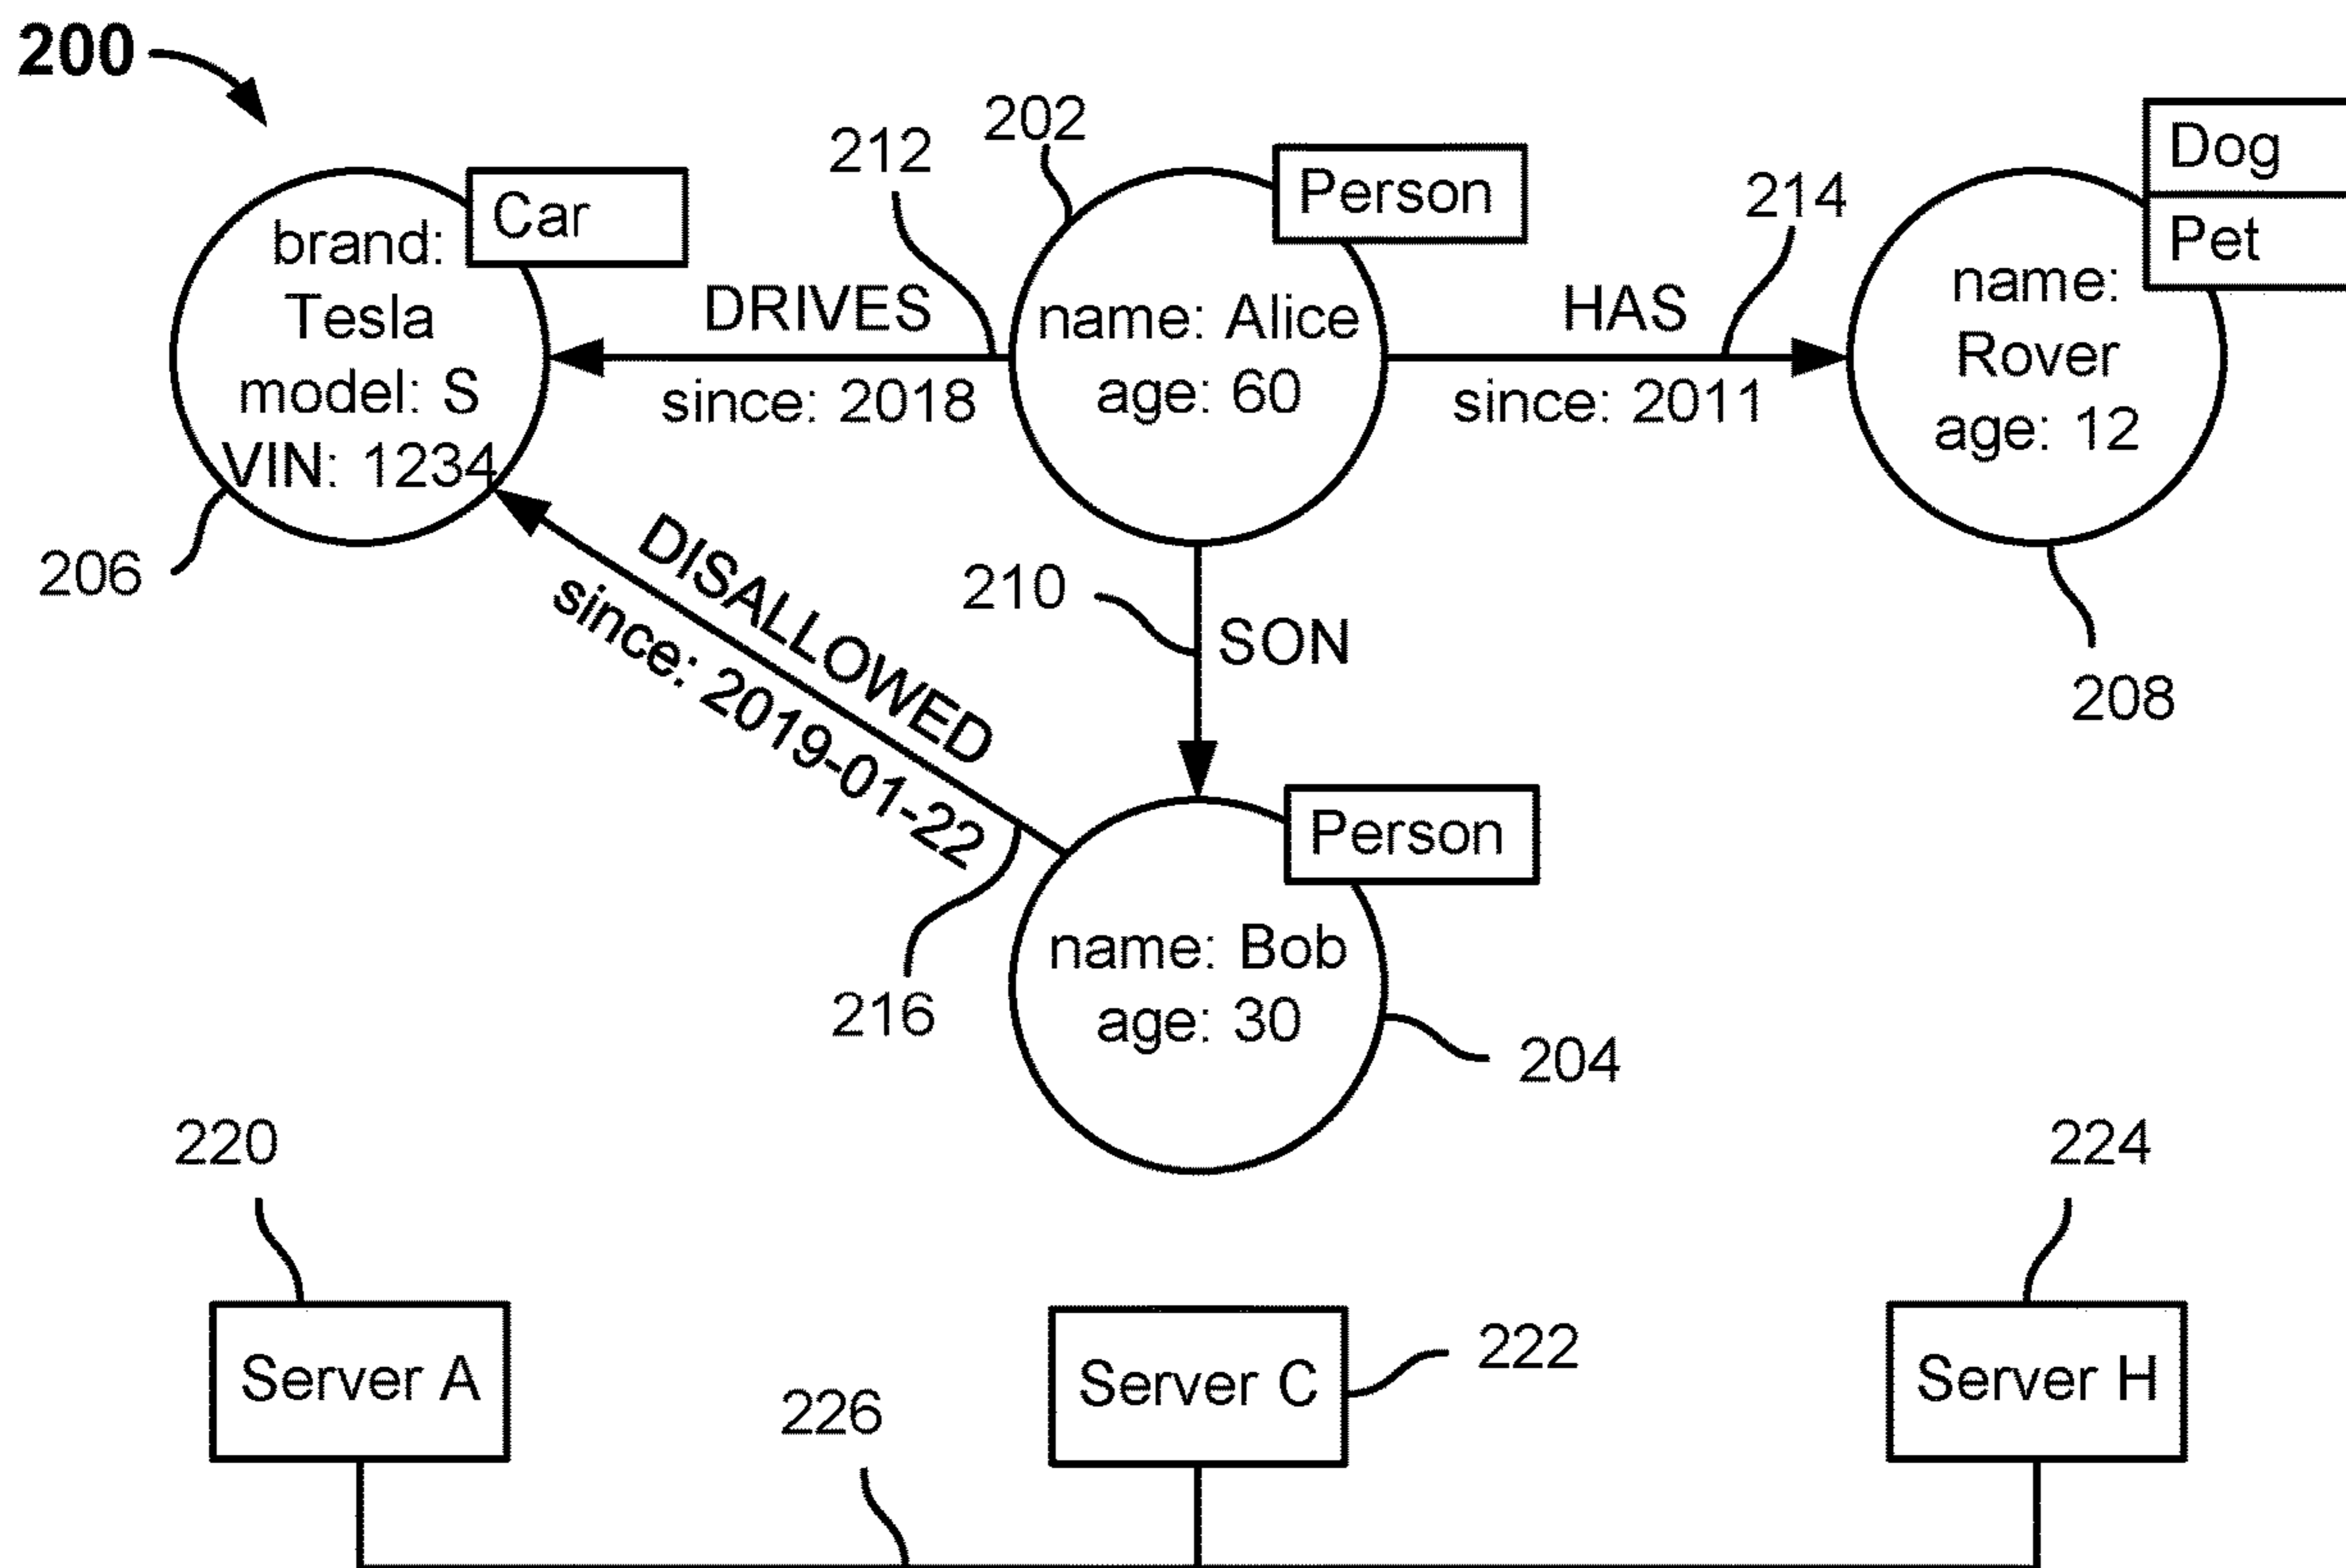 200
202
212
Person
Dog
Pet
214
Car
brand:
Tesla
model: S
VIN: 1234
DRIVES
since: 2018
name: Alice
age: 60
HAS
since: 2011
name:
Rover
age: 12
206
DISALLOWED
since: 2019-01-22
210
SON
208
Person
name: Bob
age: 30
216
204
220
224
Server A
Server C
222
Server H
226